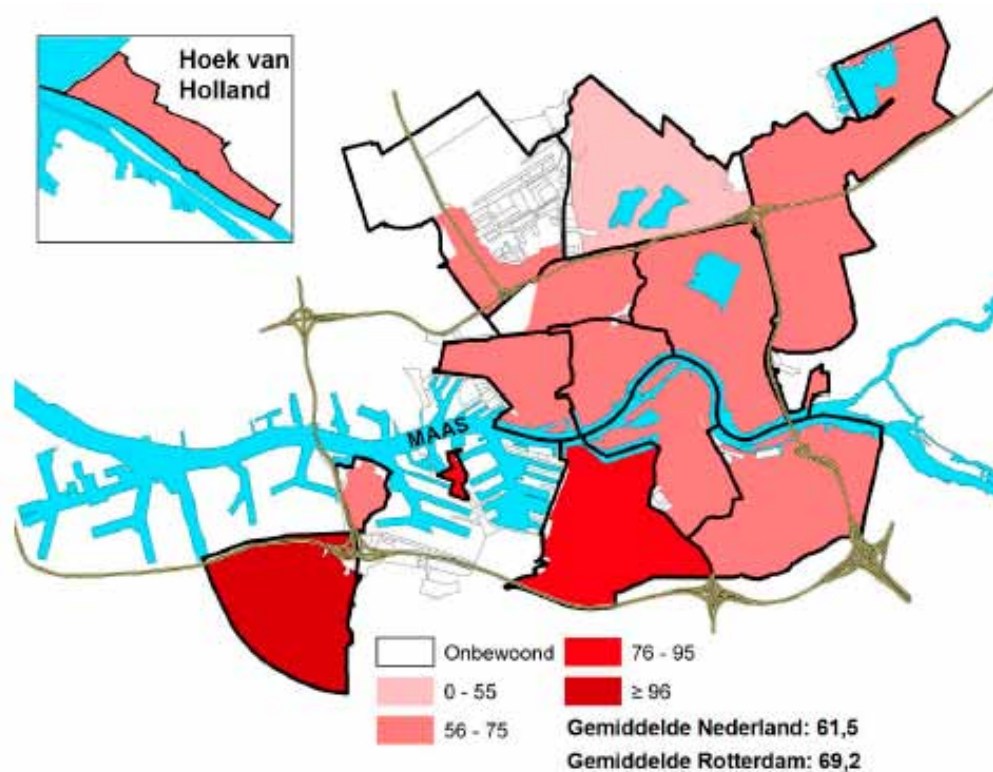 Hoek van
Holland
MAAS
Onbewoond
0 - 55
56 - 75
76 - 95
≥ 96
Gemiddelde Nederland: 61,5
Gemiddelde Rotterdam: 69,2